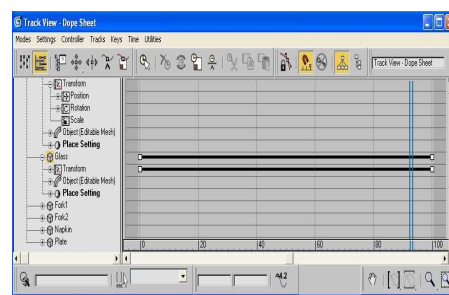 Track View - Dope Sheet
Modes Settings Controller Tracks Keys Time Utilities
Track View - Dope Sheet
Transform
Position
Rotation
Scale
Object (Editable Mesh)
Place Setting
Glass
Transform
Object (Editable Mesh)
Place Setting
Fork1
Fork2
Napkin
Plate
0 20 40 60 80 100
ABC